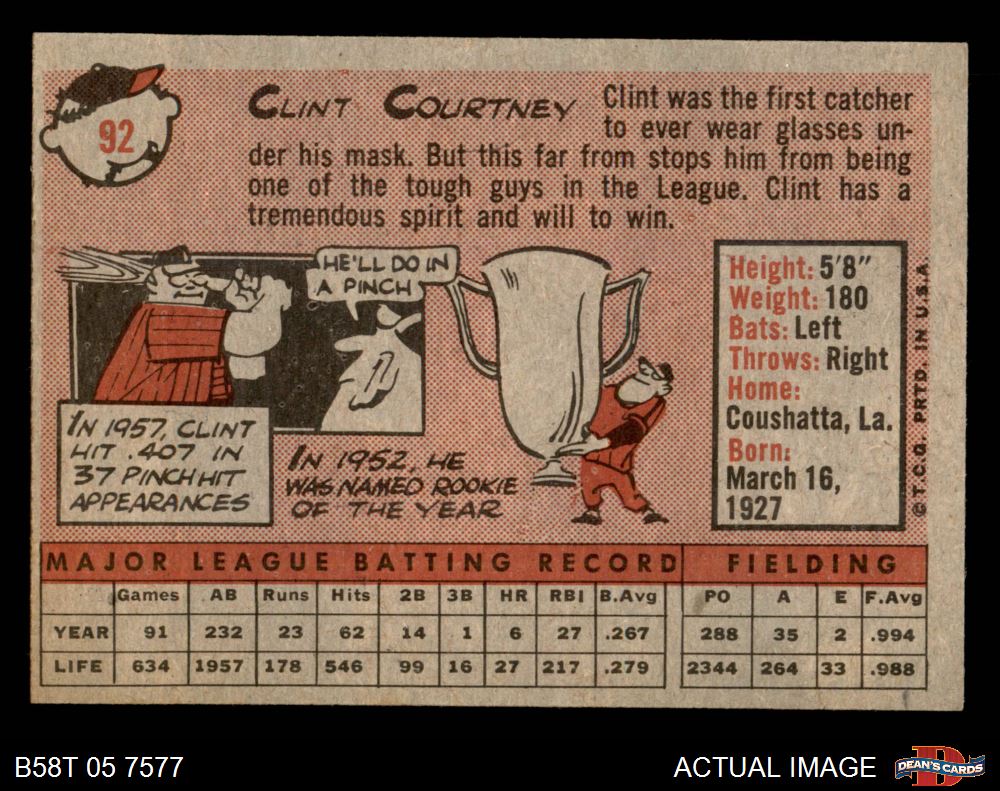 92
CLINT COURTNEY
Clint was the first catcher
to ever wear glasses un-
der his mask. But this far from stops him from being
one of the tough guys in the League. Clint has a
tremendous spirit and will to win.
HE'LL DO IN
A PINCH
IN 1957, CLINT
HIT .407 IN
37 PINCH HIT
APPEARANCES
IN 1952, HE
WAS NAMED ROOKIE
OF THE YEAR
Height: 5'8"
Weight: 180
Bats: Left
Throws: Right
Home:
Coushatta, La.
Born:
March 16,
1927
© T.C.G. PRTD. IN U.S.A.
MAJOR LEAGUE BATTING RECORD FIELDING
Games AB Runs Hits 2B 3B HR RBI B.Avg PO A E F.Avg
YEAR 91 232 23 62 14 1 6 27 .267 288 35 2 .994
LIFE 634 1957 178 546 99 16 27 217 .279 2344 264 33 .988
B58T 05 7577
ACTUAL IMAGE
D
DEAN'S CARDS